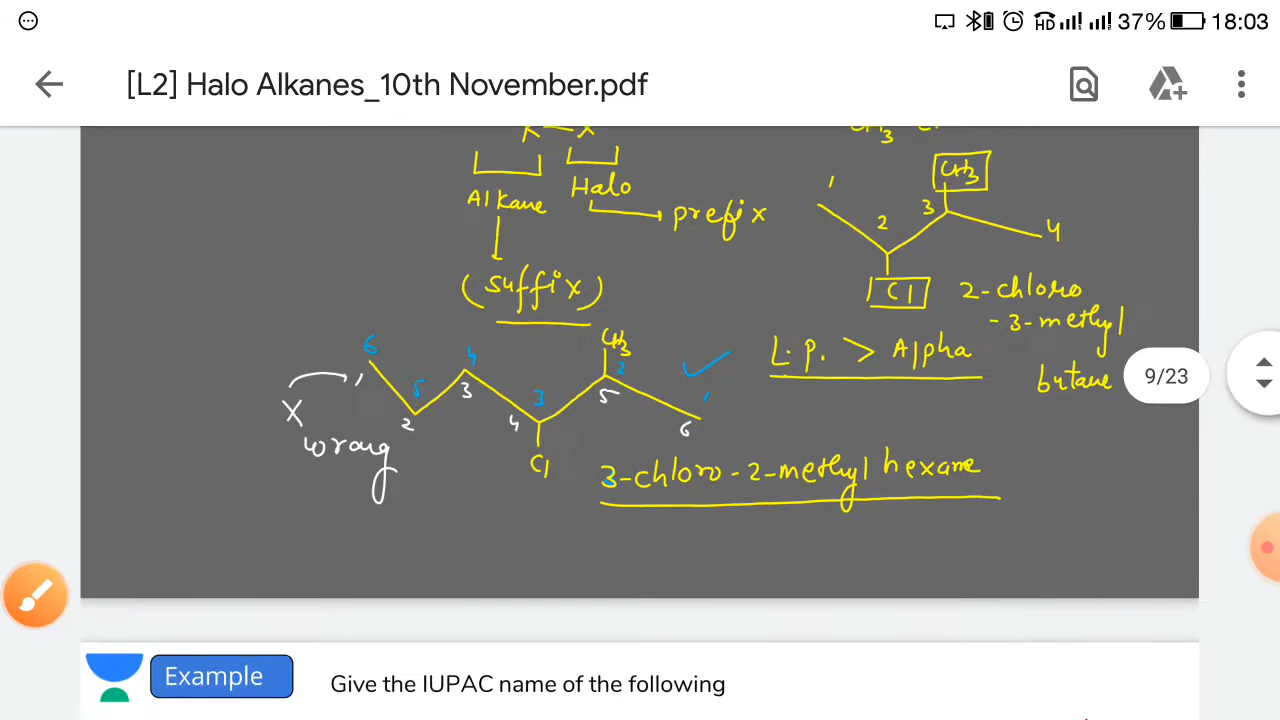 37% 18:03
[L2] Halo Alkanes_10th November.pdf
R-X
CH3
Alkane
Halo
prefix
(suffix)
1 2 3 4
CH3
Cl
2-chloro
-3-methyl
butane
L.P. > Alpha
9/23
6 5 4 3 2 1
1 2 3 4 5 6
CH3
Cl
X
wrong
3-chloro-2-methyl hexane
Example
Give the IUPAC name of the following